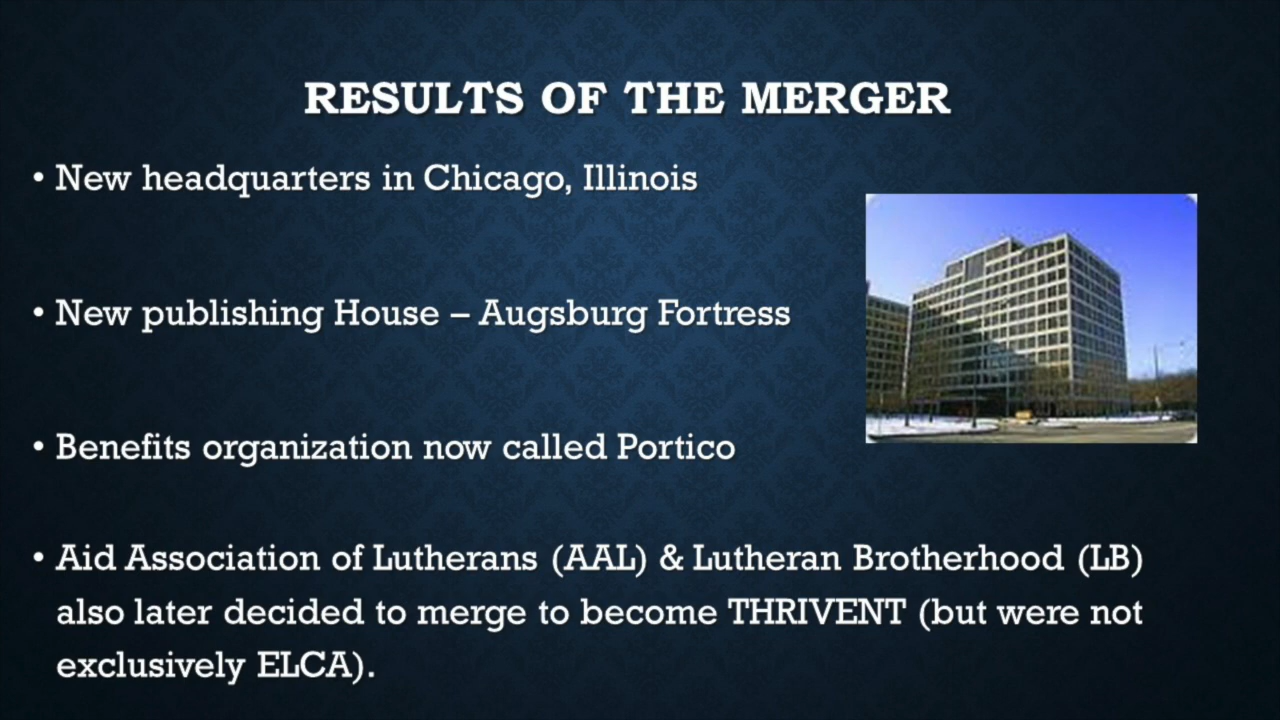 RESULTS OF THE MERGER
• New headquarters in Chicago, Illinois
• New publishing House – Augsburg Fortress
• Benefits organization now called Portico
• Aid Association of Lutherans (AAL) & Lutheran Brotherhood (LB)
also later decided to merge to become THRIVENT (but were not
exclusively ELCA).